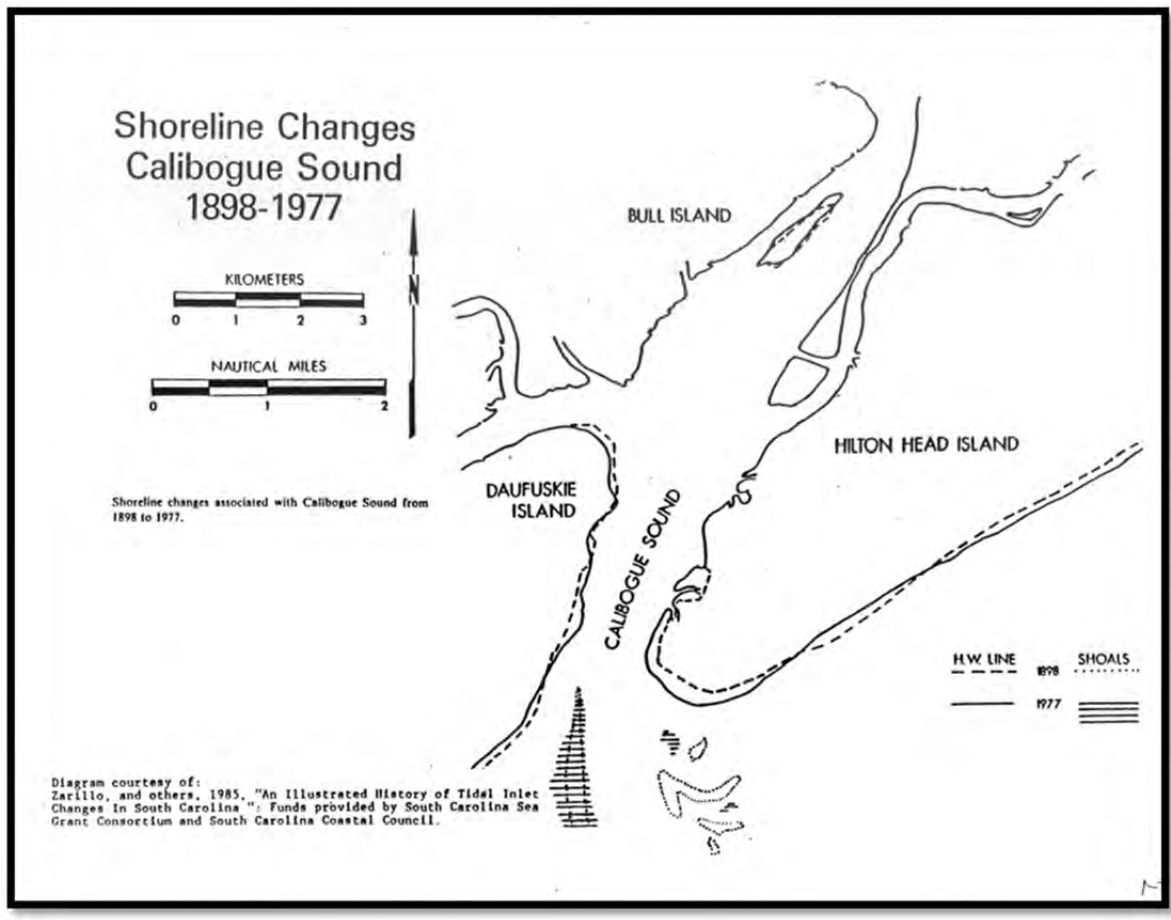 Shoreline Changes
Calibogue Sound
1898-1977
KILOMETERS
0 1 2 3
NAUTICAL MILES
0 1 2
N
Shoreline changes associated with Calibogue Sound from
1898 to 1977.
BULL ISLAND
HILTON HEAD ISLAND
DAUFUSKIE
ISLAND
CALIBOGUE SOUND
H.W. LINE 1898 SHOALS
1977
Diagram courtesy of:
Zarillo, and others, 1985, "An Illustrated History of Tidal Inlet
Changes In South Carolina ": Funds provided by South Carolina Sea
Grant Consortium and South Carolina Coastal Council.